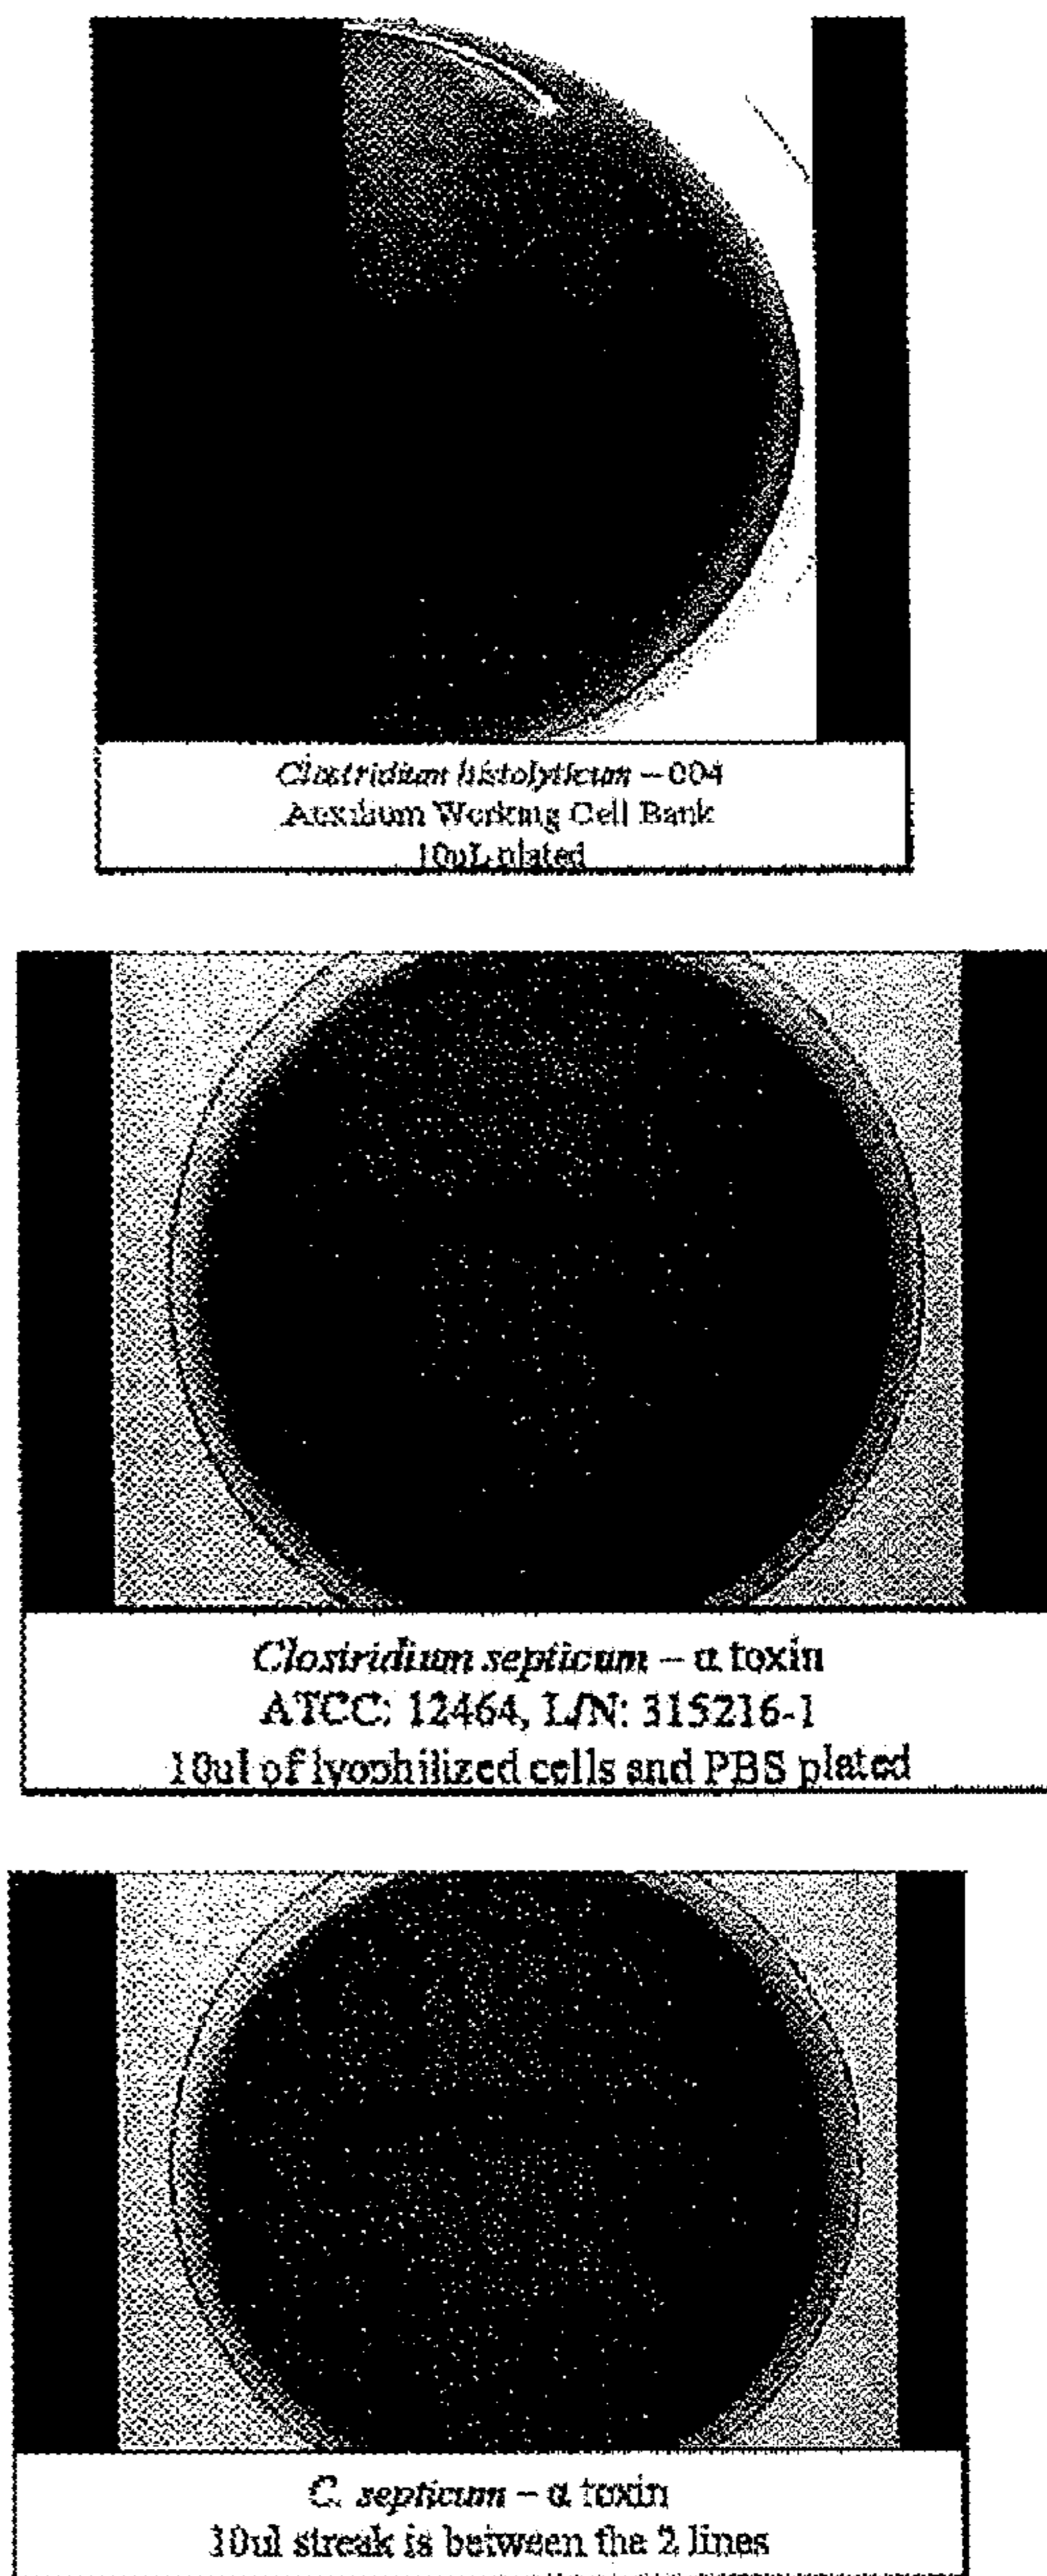 Clostridium histolyticum – 004
Auxilium Working Cell Bank
10uL plated
Clostridium septicum – α toxin
ATCC: 12464, L/N: 315216-1
10ul of lyophilized cells and PBS plated
C. septicum – α toxin
10ul streak is between the 2 lines